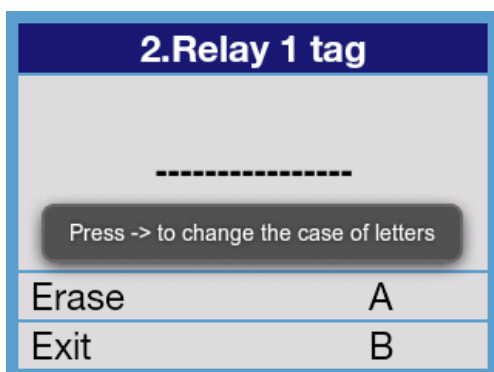 2.Relay 1 tag
----------------
Press -> to change the case of letters
Erase A
Exit B